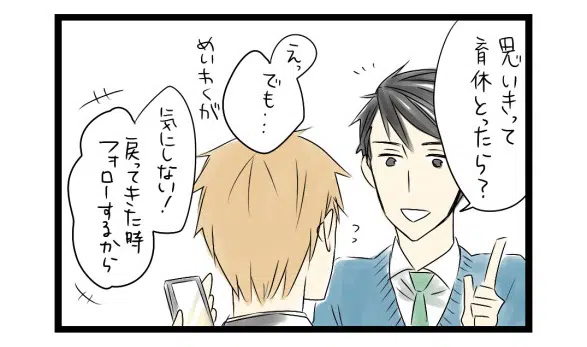 思いきって
育休とったら？
えっ
でも…
めいわくが
気にしない！
戻ってきた時
フォローするから